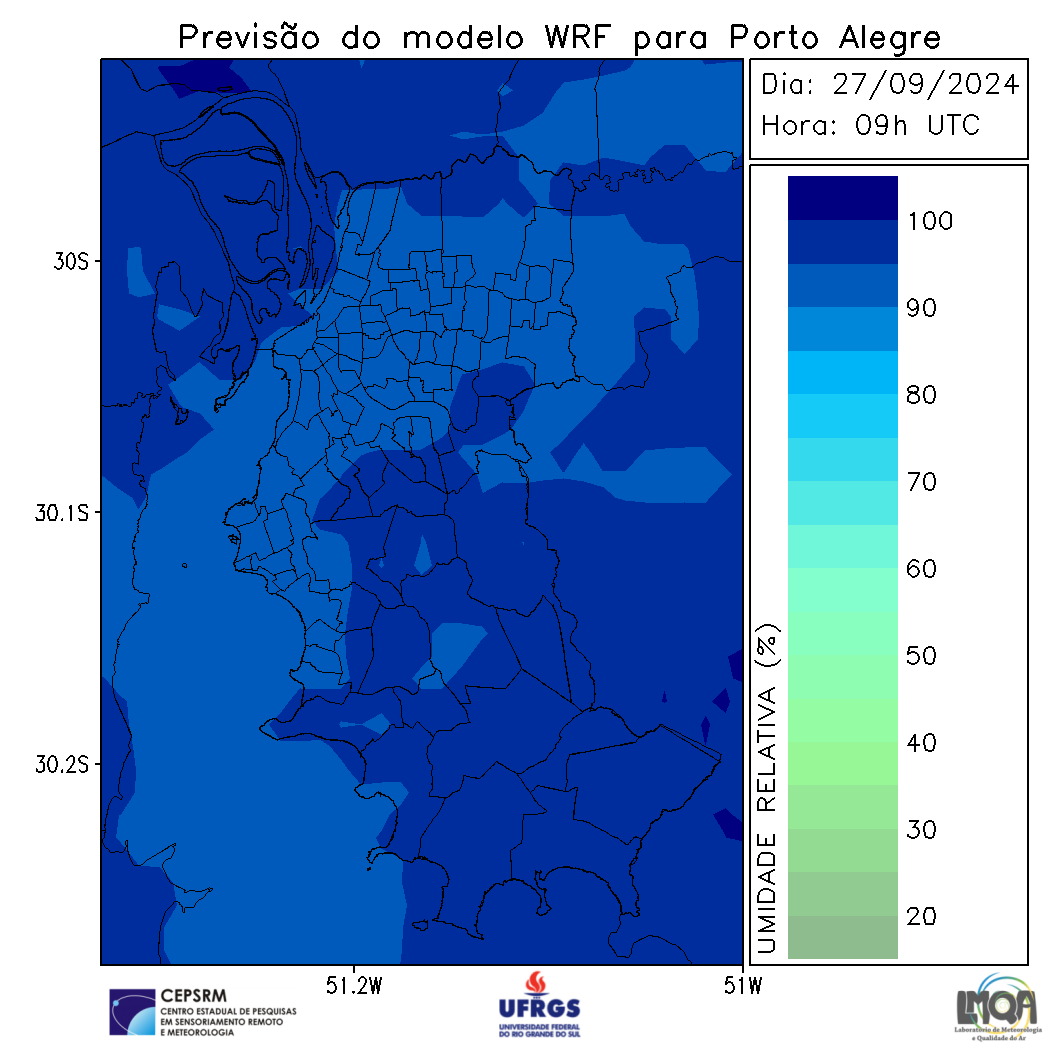 Previsão do modelo WRF para Porto Alegre
Dia: 27/09/2024
Hora: 09h UTC
30S
30.1S
30.2S
51.2W
51W
100
90
80
70
60
50
40
30
20
UMIDADE RELATIVA (%)
CEPSRM
CENTRO ESTADUAL DE PESQUISAS
EM SENSORIAMENTO REMOTO
E METEOROLOGIA
UFRGS
UNIVERSIDADE FEDERAL
DO RIO GRANDE DO SUL
LMQA
Laboratório de Meteorologia
e Qualidade do Ar